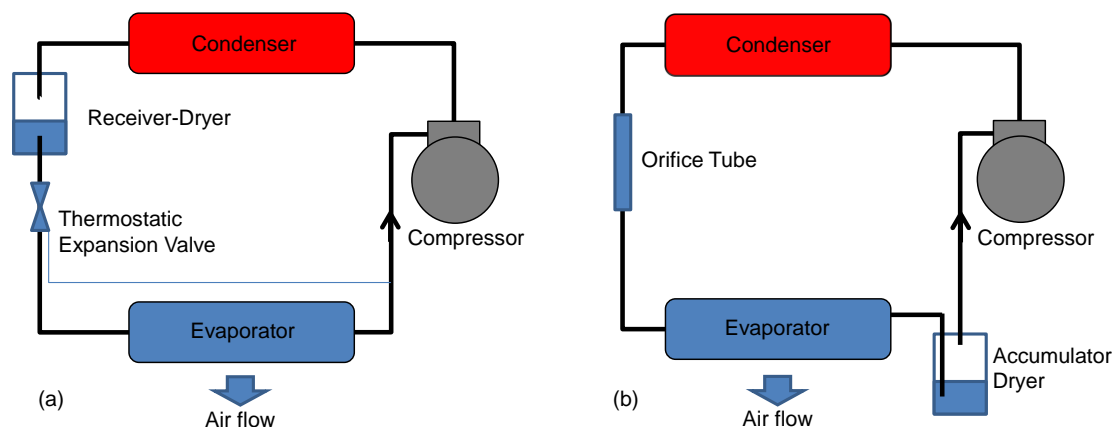 Condenser
Receiver-Dryer
Thermostatic
Expansion Valve
Compressor
Evaporator
(a)
Air flow
Condenser
Orifice Tube
Compressor
Evaporator
Accumulator
Dryer
(b)
Air flow